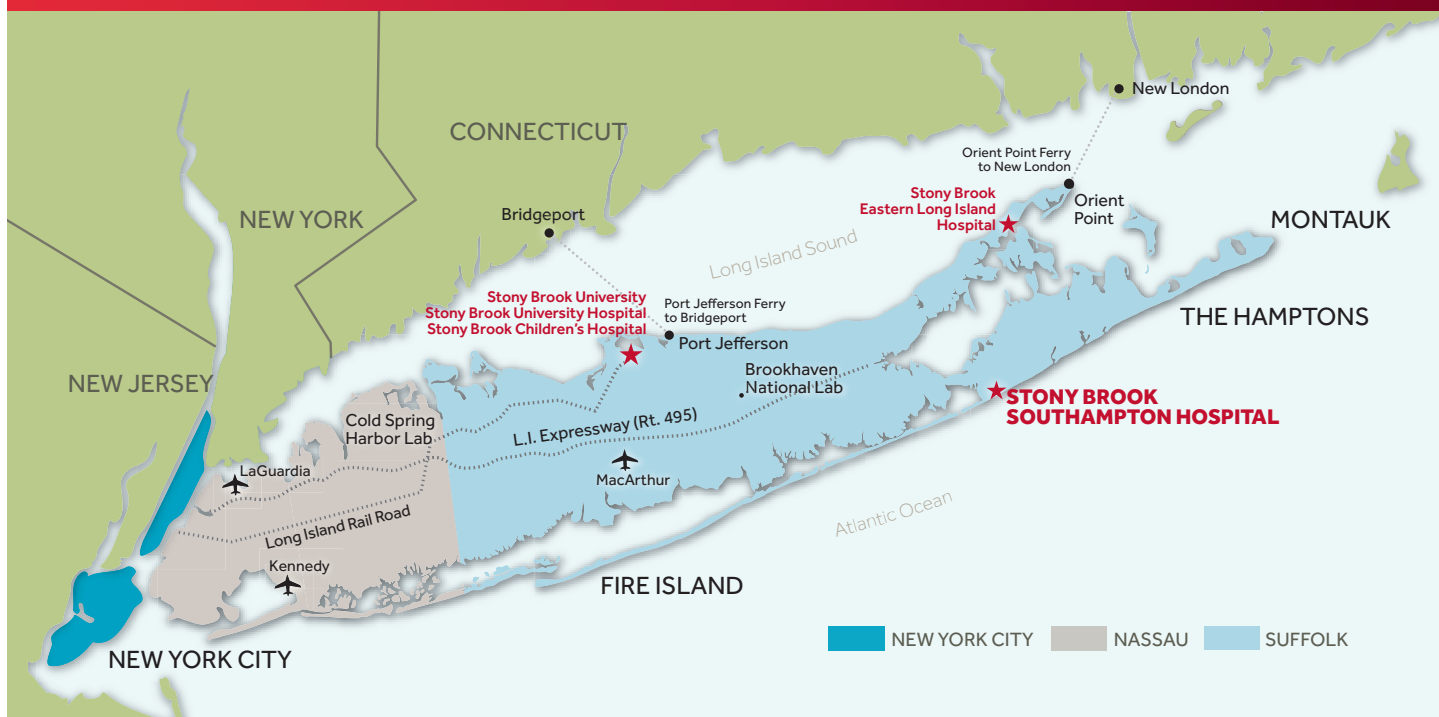 New London
CONNECTICUT
Orient Point Ferry
to New London
Stony Brook
Eastern Long Island
Hospital
Orient
Point
NEW YORK
Bridgeport
MONTAUK
Long Island Sound
Stony Brook University
Stony Brook University Hospital
Stony Brook Children's Hospital
Port Jefferson Ferry
to Bridgeport
THE HAMPTONS
Port Jefferson
NEW JERSEY
Brookhaven
National Lab
STONY BROOK
SOUTHAMPTON HOSPITAL
Cold Spring
Harbor Lab
L.I. Expressway (Rt. 495)
LaGuardia
MacArthur
Atlantic Ocean
Long Island Rail Road
Kennedy
FIRE ISLAND
NEW YORK CITY
NASSAU
SUFFOLK
NEW YORK CITY